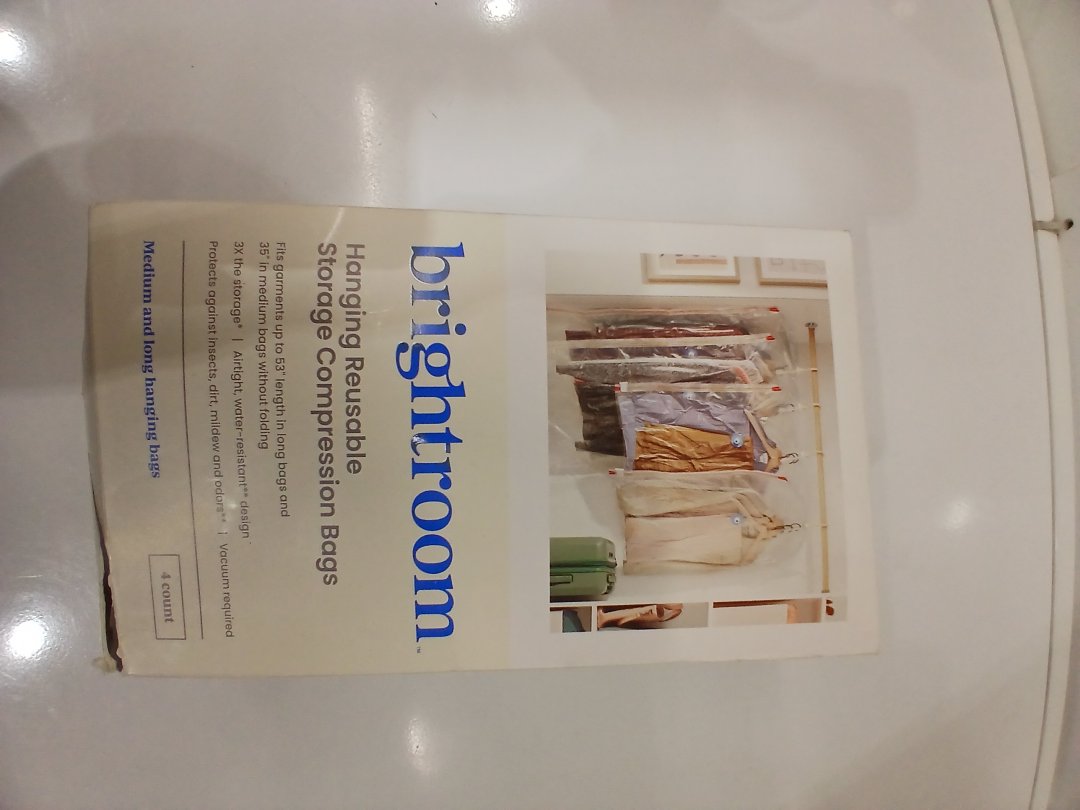 brightroom™
Hanging Reusable
Storage Compression Bags
Fits garments up to 53" length in long bags and
35" in medium bags without folding
3X the storage* | Airtight, water-resistant** design
Protects against insects, dirt, mildew and odors** | Vacuum required
Medium and long hanging bags
4 count